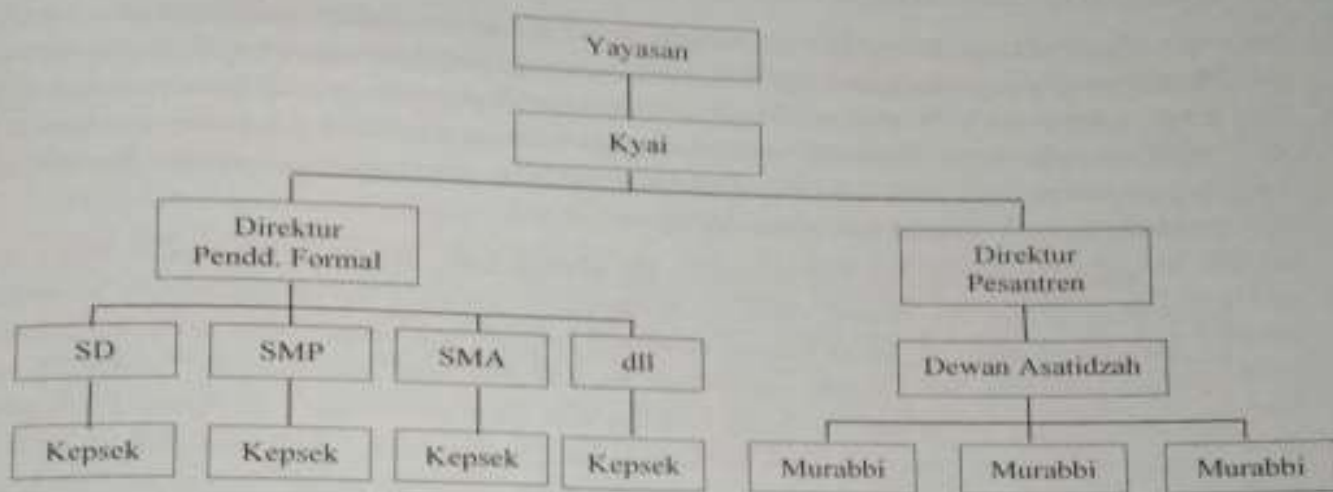 Yayasan
Kyai
Direktur
Pendd. Formal
Direktur
Pesantren
SD
SMP
SMA
dll
Dewan Asatidzah
Kepsek
Kepsek
Kepsek
Kepsek
Murabbi
Murabbi
Murabbi